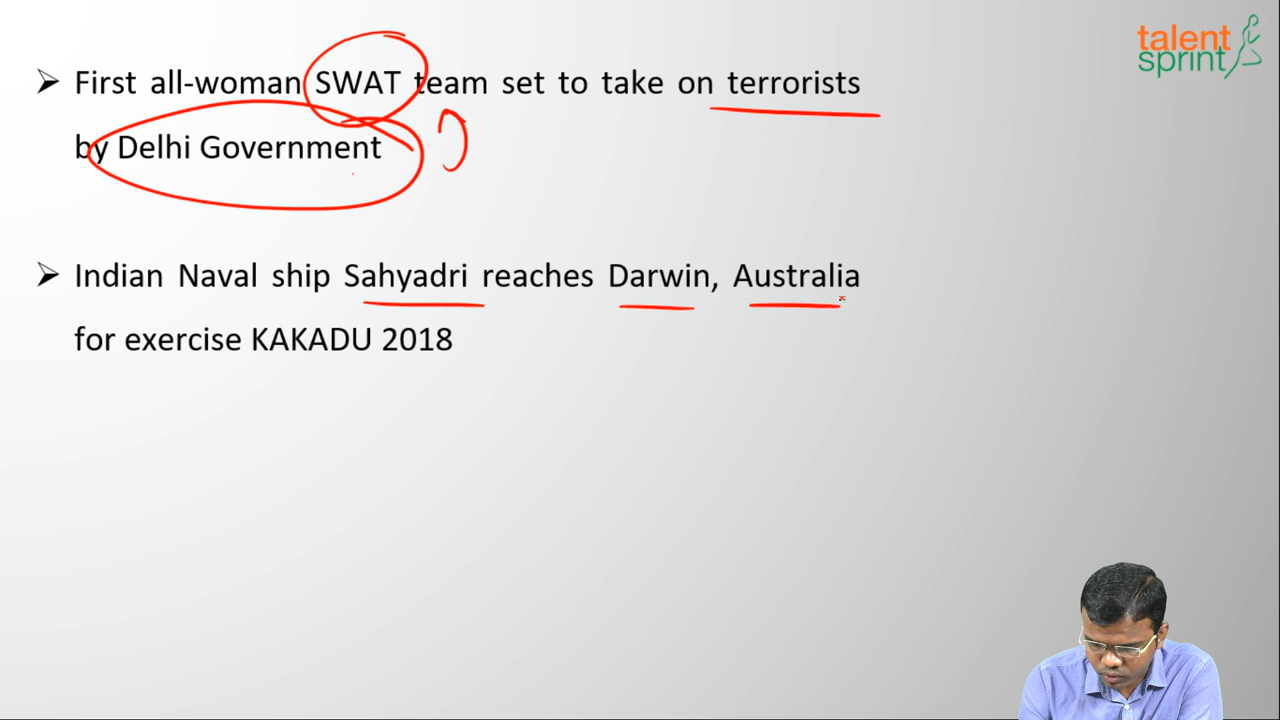 talent
sprint
➤ First all-woman SWAT team set to take on terrorists
by Delhi Government
➤ Indian Naval ship Sahyadri reaches Darwin, Australia
for exercise KAKADU 2018